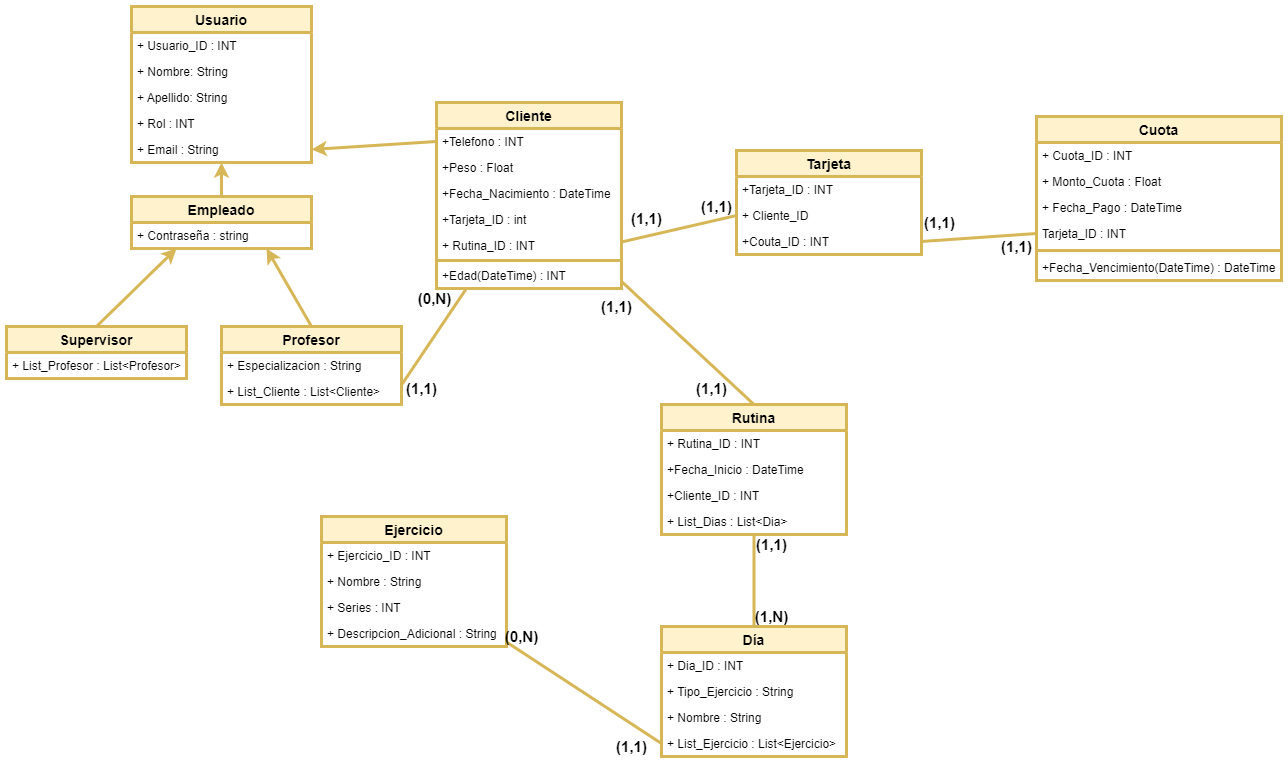 Usuario
+ Usuario_ID : INT
+ Nombre: String
+ Apellido: String
+ Rol : INT
+ Email : String
Empleado
+ Contraseña : string
Supervisor
+ List_Profesor : List<Profesor>
Profesor
+ Especializacion : String
+ List_Cliente : List<Cliente>
(1,1)
(0,N)
Cliente
+Telefono : INT
+Peso : Float
+Fecha_Nacimiento : DateTime
+Tarjeta_ID : int
+ Rutina_ID : INT
+Edad(DateTime) : INT
(1,1)
(1,1)
Tarjeta
+Tarjeta_ID : INT
+ Cliente_ID
+Couta_ID : INT
(1,1)
(1,1)
Cuota
+ Cuota_ID : INT
+ Monto_Cuota : Float
+ Fecha_Pago : DateTime
Tarjeta_ID : INT
+Fecha_Vencimiento(DateTime) : DateTime
(1,1)
(1,1)
Rutina
+ Rutina_ID : INT
+Fecha_Inicio : DateTime
+Cliente_ID : INT
+ List_Dias : List<Dia>
(1,1)
(1,N)
Día
+ Dia_ID : INT
+ Tipo_Ejercicio : String
+ Nombre : String
+ List_Ejercicio : List<Ejercicio>
(1,1)
(0,N)
Ejercicio
+ Ejercicio_ID : INT
+ Nombre : String
+ Series : INT
+ Descripcion_Adicional : String